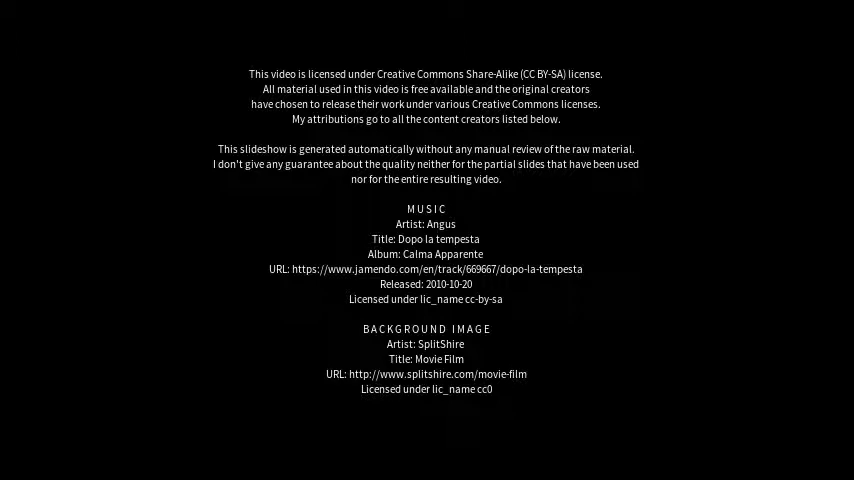 This video is licensed under Creative Commons Share-Alike (CC BY-SA) license.
All material used in this video is free available and the original creators
have chosen to release their work under various Creative Commons licenses.
My attributions go to all the content creators listed below.
This slideshow is generated automatically without any manual review of the raw material.
I don't give any guarantee about the quality neither for the partial slides that have been used
nor for the entire resulting video.
MUSIC
Artist: Angus
Title: Dopo la tempesta
Album: Calma Apparente
URL: https://www.jamendo.com/en/track/669667/dopo-la-tempesta
Released: 2010-10-20
Licensed under lic_name cc-by-sa
BACKGROUND IMAGE
Artist: SplitShire
Title: Movie Film
URL: http://www.splitshire.com/movie-film
Licensed under lic_name cc0